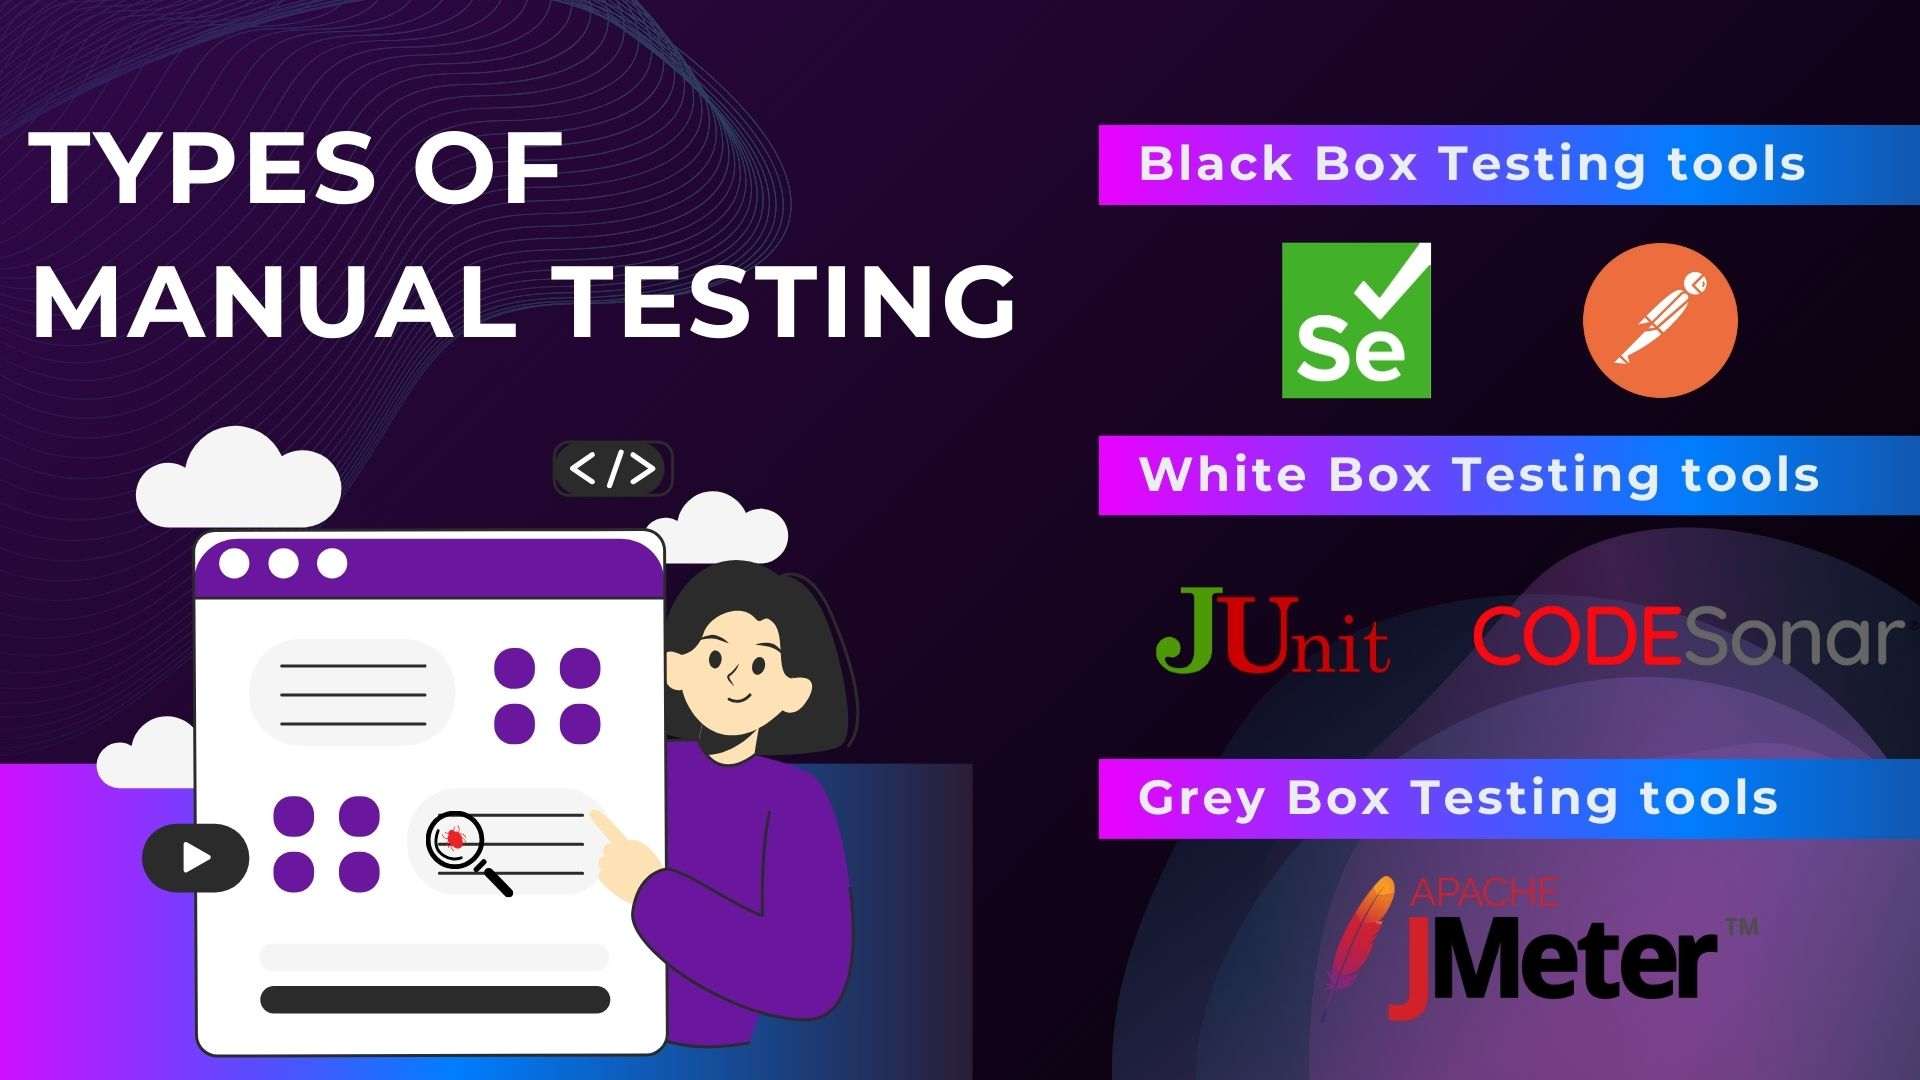 TYPES OF
MANUAL TESTING
</>
Black Box Testing tools
Se
White Box Testing tools
JUnit
CODESonar
Grey Box Testing tools
APACHE
JMeter™